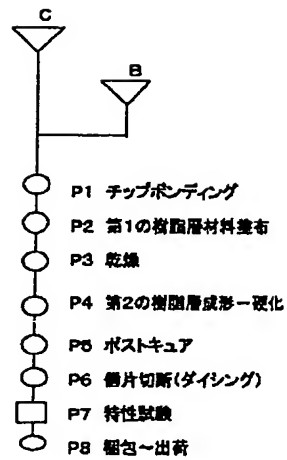 C
B
P1 チップボンディング
P2 第1の樹脂層材料塗布
P3 乾燥
P4 第2の樹脂層成形ー硬化
P5 ポストキュア
P6 個片切断(ダイシング)
P7 特性試験
P8 梱包~出荷